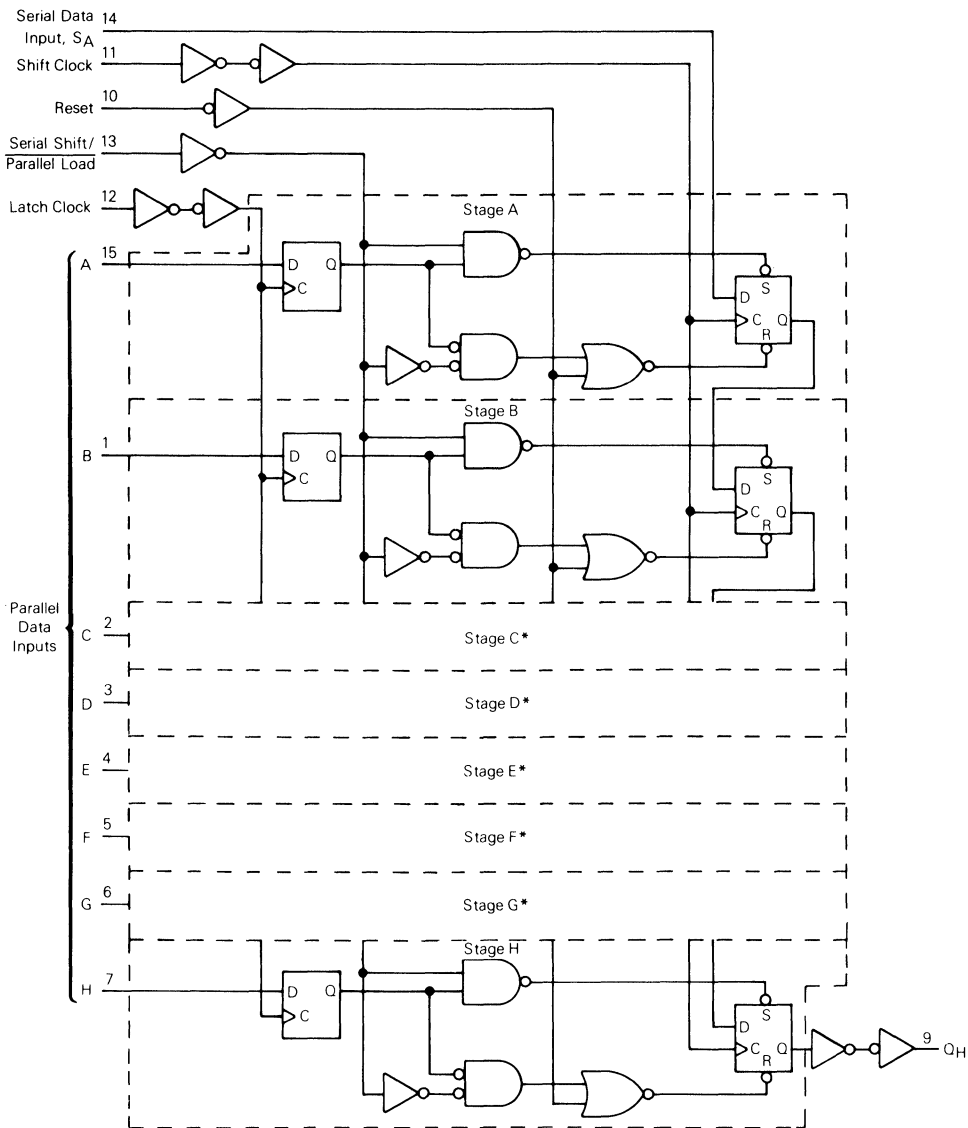 Serial Data 14
Input, SA
11
Shift Clock
10
Reset
Serial Shift/ 13
Parallel Load
12
Latch Clock
Stage A
15
A
D Q
C
S
D
C Q
R
Stage B
1
B
D Q
C
S
D
C Q
R
Parallel
Data
Inputs
2
C
Stage C*
3
D
Stage D*
4
E
Stage E*
5
F
Stage F*
6
G
Stage G*
Stage H
7
H
D Q
C
S
D
C Q
R
9
QH